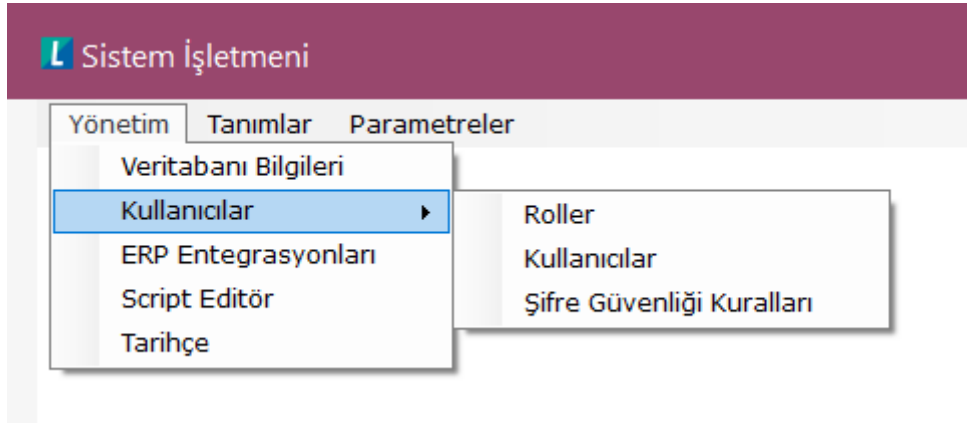 L Sistem İşletmeni
Yönetim Tanımlar Parametreler
Veritabanı Bilgileri
Kullanıcılar
ERP Entegrasyonları
Script Editör
Tarihçe
Roller
Kullanıcılar
Şifre Güvenliği Kuralları